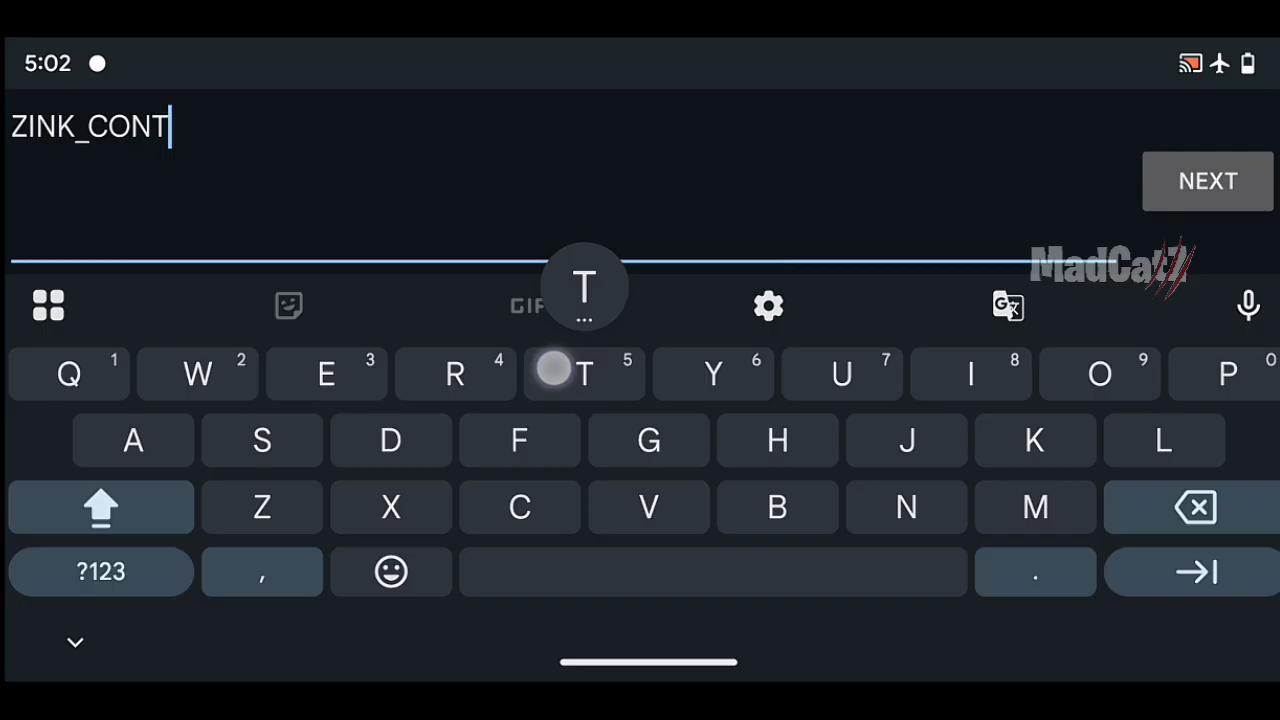 5:02
ZINK_CONT
NEXT
MadCatZ
T
...
GIF
G
Q 1 W 2 E 3 R 4 T 5 Y 6 U 7 I 8 O 9 P 0
A S D F G H J K L
Z X C V B N M
?123 , .